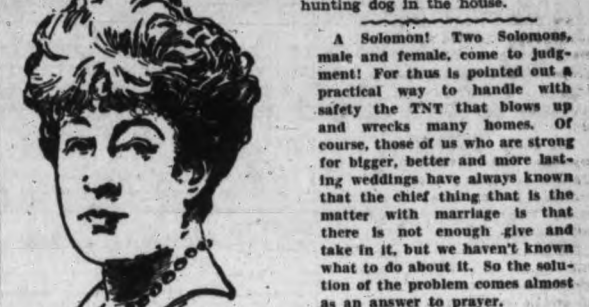 hunting dog in the house.
A Solomon! Two Solomons,
male and female, come to judg-
ment! For thus is pointed out a
practical way to handle with
safety the TNT that blows up
and wrecks many homes. Of
course, those of us who are strong
for bigger, better and more last-
ing weddings have always known
that the chief thing that is the
matter with marriage is that
there is not enough give and
take in it, but we haven't known
what to do about it. So the solu-
tion of the problem comes almost
as an answer to prayer.